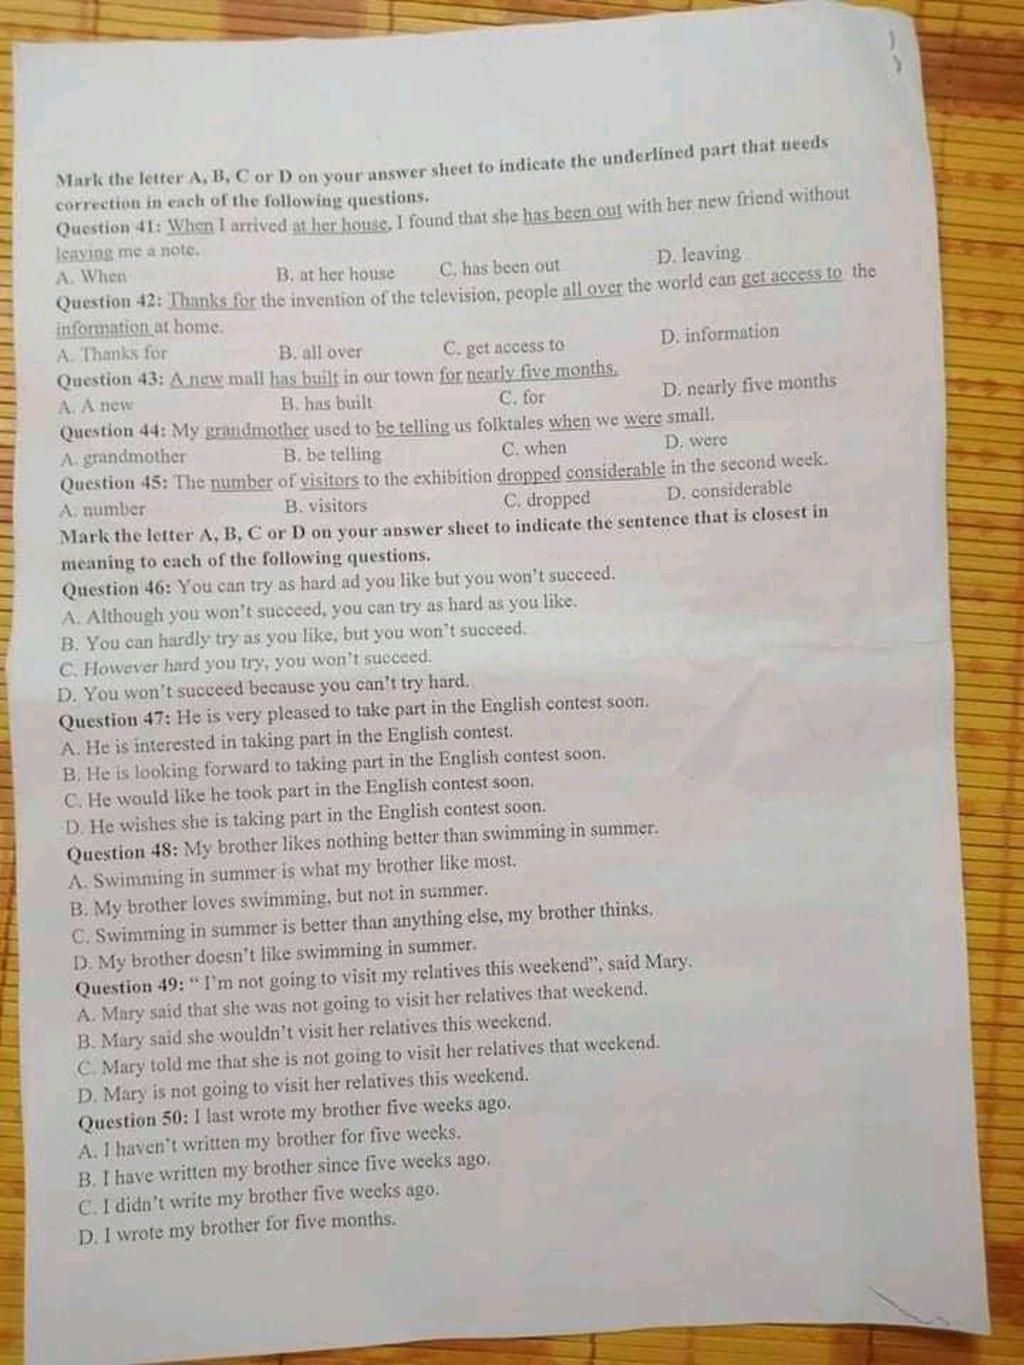 Mark the letter A, B, C or D on your answer sheet to indicate the underlined part that needs
correction in each of the following questions.
Question 41: When I arrived at her house, I found that she has been out with her new friend without
leaving me a note.
A. When B. at her house C. has been out D. leaving
Question 42: Thanks for the invention of the television, people all over the world can get access to the
information at home.
A. Thanks for B. all over C. get access to D. information
Question 43: A new mall has built in our town for nearly five months.
A. A new B. has built C. for D. nearly five months
Question 44: My grandmother used to be telling us folktales when we were small.
A. grandmother B. be telling C. when D. were
Question 45: The number of visitors to the exhibition dropped considerable in the second week.
A. number B. visitors C. dropped D. considerable
Mark the letter A, B, C or D on your answer sheet to indicate the sentence that is closest in
meaning to each of the following questions.
Question 46: You can try as hard ad you like but you won't succeed.
A. Although you won't succeed, you can try as hard as you like.
B. You can hardly try as you like, but you won't succeed.
C. However hard you try, you won't succeed.
D. You won't succeed because you can't try hard.
Question 47: He is very pleased to take part in the English contest soon.
A. He is interested in taking part in the English contest.
B. He is looking forward to taking part in the English contest soon.
C. He would like he took part in the English contest soon.
D. He wishes she is taking part in the English contest soon.
Question 48: My brother likes nothing better than swimming in summer.
A. Swimming in summer is what my brother like most.
B. My brother loves swimming, but not in summer.
C. Swimming in summer is better than anything else, my brother thinks.
D. My brother doesn't like swimming in summer.
Question 49: “ I'm not going to visit my relatives this weekend”, said Mary.
A. Mary said that she was not going to visit her relatives that weekend.
B. Mary said she wouldn't visit her relatives this weekend.
C. Mary told me that she is not going to visit her relatives that weekend.
D. Mary is not going to visit her relatives this weekend.
Question 50: I last wrote my brother five weeks ago.
A. I haven't written my brother for five weeks.
B. I have written my brother since five weeks ago.
C. I didn't write my brother five weeks ago.
D. I wrote my brother for five months.